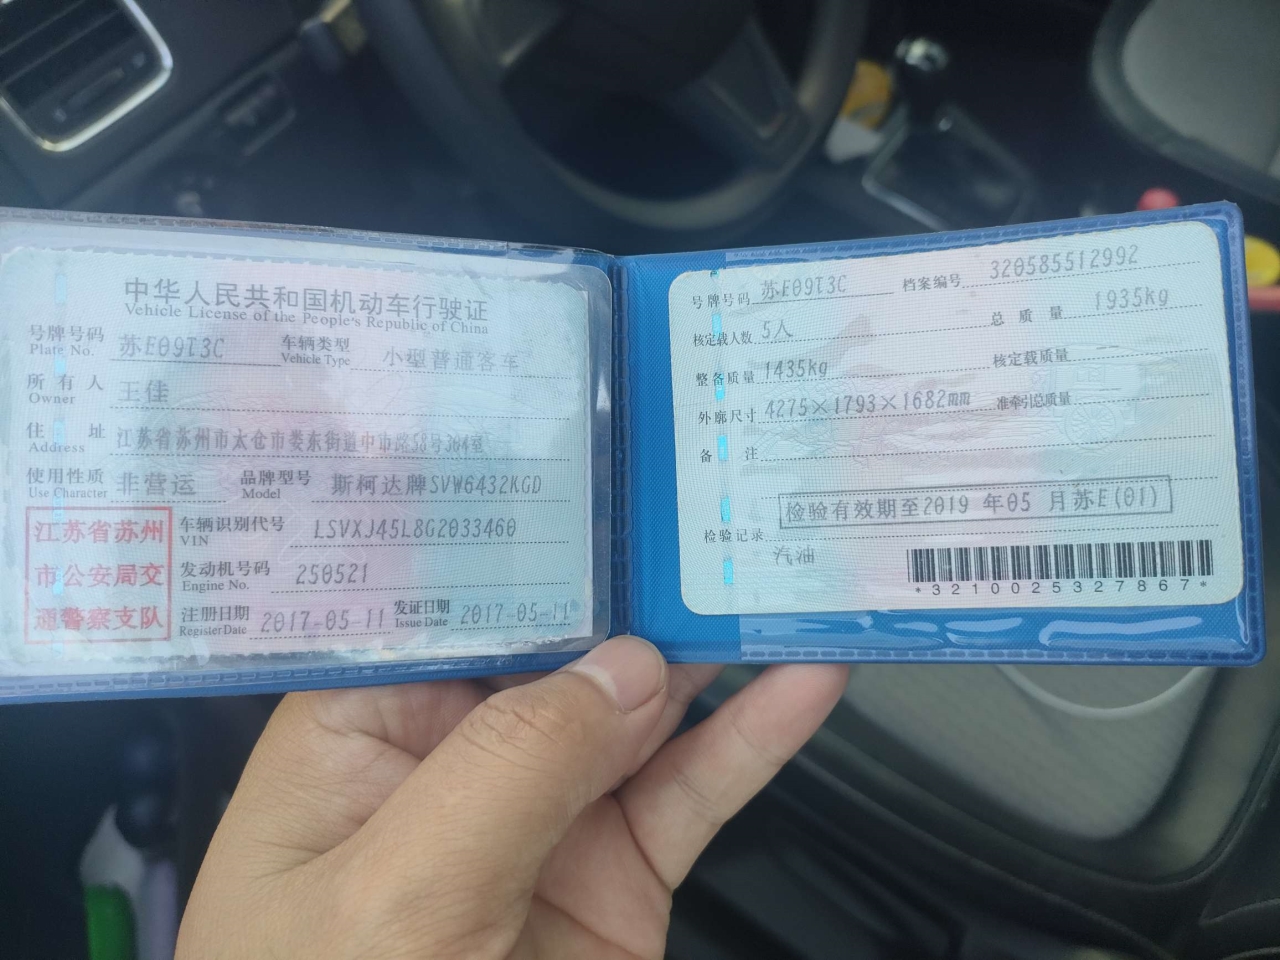 中华人民共和国机动车行驶证
Vehicle License of the People's Republic of China
号牌号码 苏E09T3C 车辆类型 小型普通客车
Plate No. Vehicle Type
所有人 王佳
Owner
住址 江苏省苏州市太仓市娄东街道中市路58号304室
Address
使用性质 非营运 品牌型号 斯柯达牌SVW6432KGD
Use Character Model
江苏省苏州
市公安局交
通警察支队
车辆识别代号 LSVXJ45L8G2033460
VIN
发动机号码 250521
Engine No.
注册日期 2017-05-11 发证日期 2017-05-11
Register Date Issue Date
号牌号码 苏E09T3C 档案编号 320585512992
核定载人数 5人 总质量 1935kg
整备质量 1435kg 核定载质量
外廓尺寸 4275×1793×1682mm 准牵引总质量
备注
检验有效期至2019 年05 月苏E(01)
检验记录
汽油
*3210025327867*